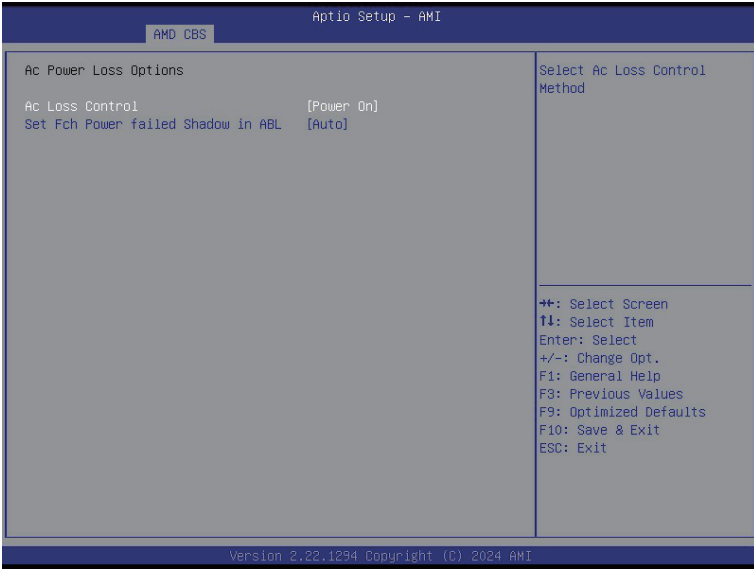 Aptio Setup – AMI
AMD CBS
Ac Power Loss Options
Ac Loss Control [Power On]
Set Fch Power failed Shadow in ABL [Auto]
Select Ac Loss Control
Method
→←: Select Screen
↑↓: Select Item
Enter: Select
+/-: Change Opt.
F1: General Help
F3: Previous Values
F9: Optimized Defaults
F10: Save & Exit
ESC: Exit
Version 2.22.1294 Copyright (C) 2024 AMI